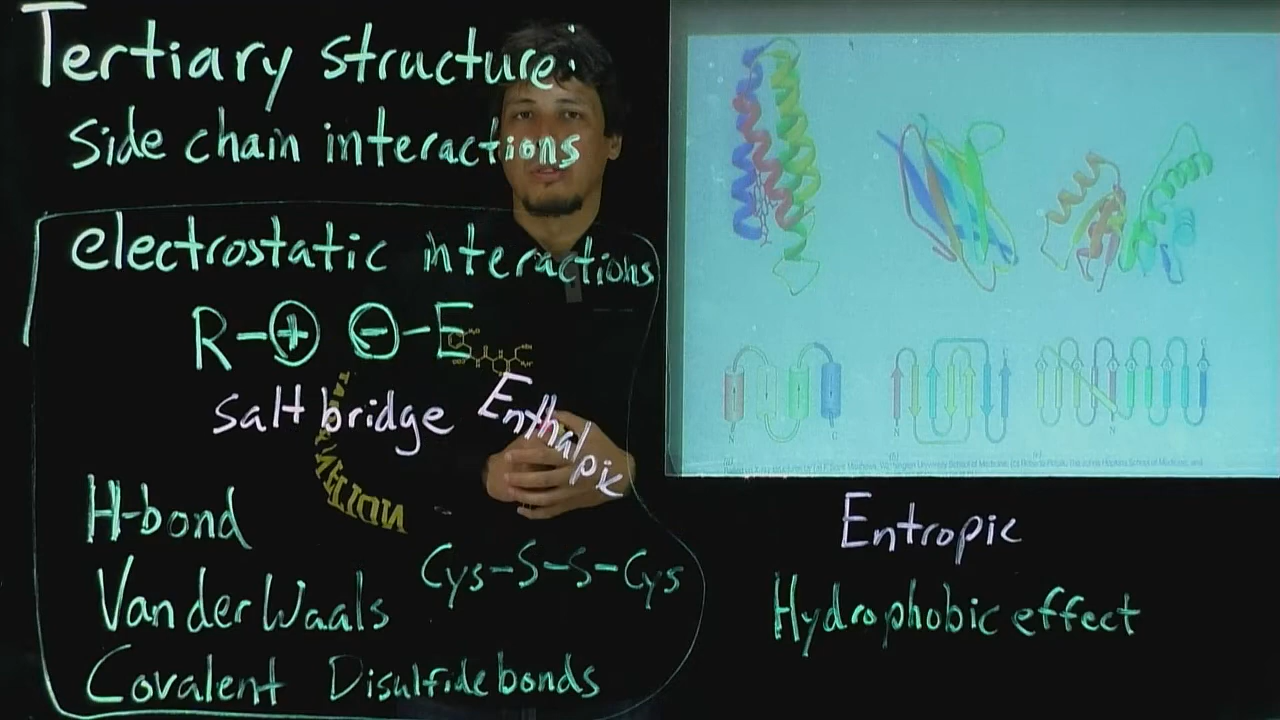 Tertiary structure:
Side chain interactions
electrostatic interactions
R-⊕ ⊖-E
Salt bridge
Enthalpic
H-bond
Cys-S-S-Cys
Van der Waals
Covalent Disulfide bonds
N C
N
N
Entropic
Hydrophobic effect